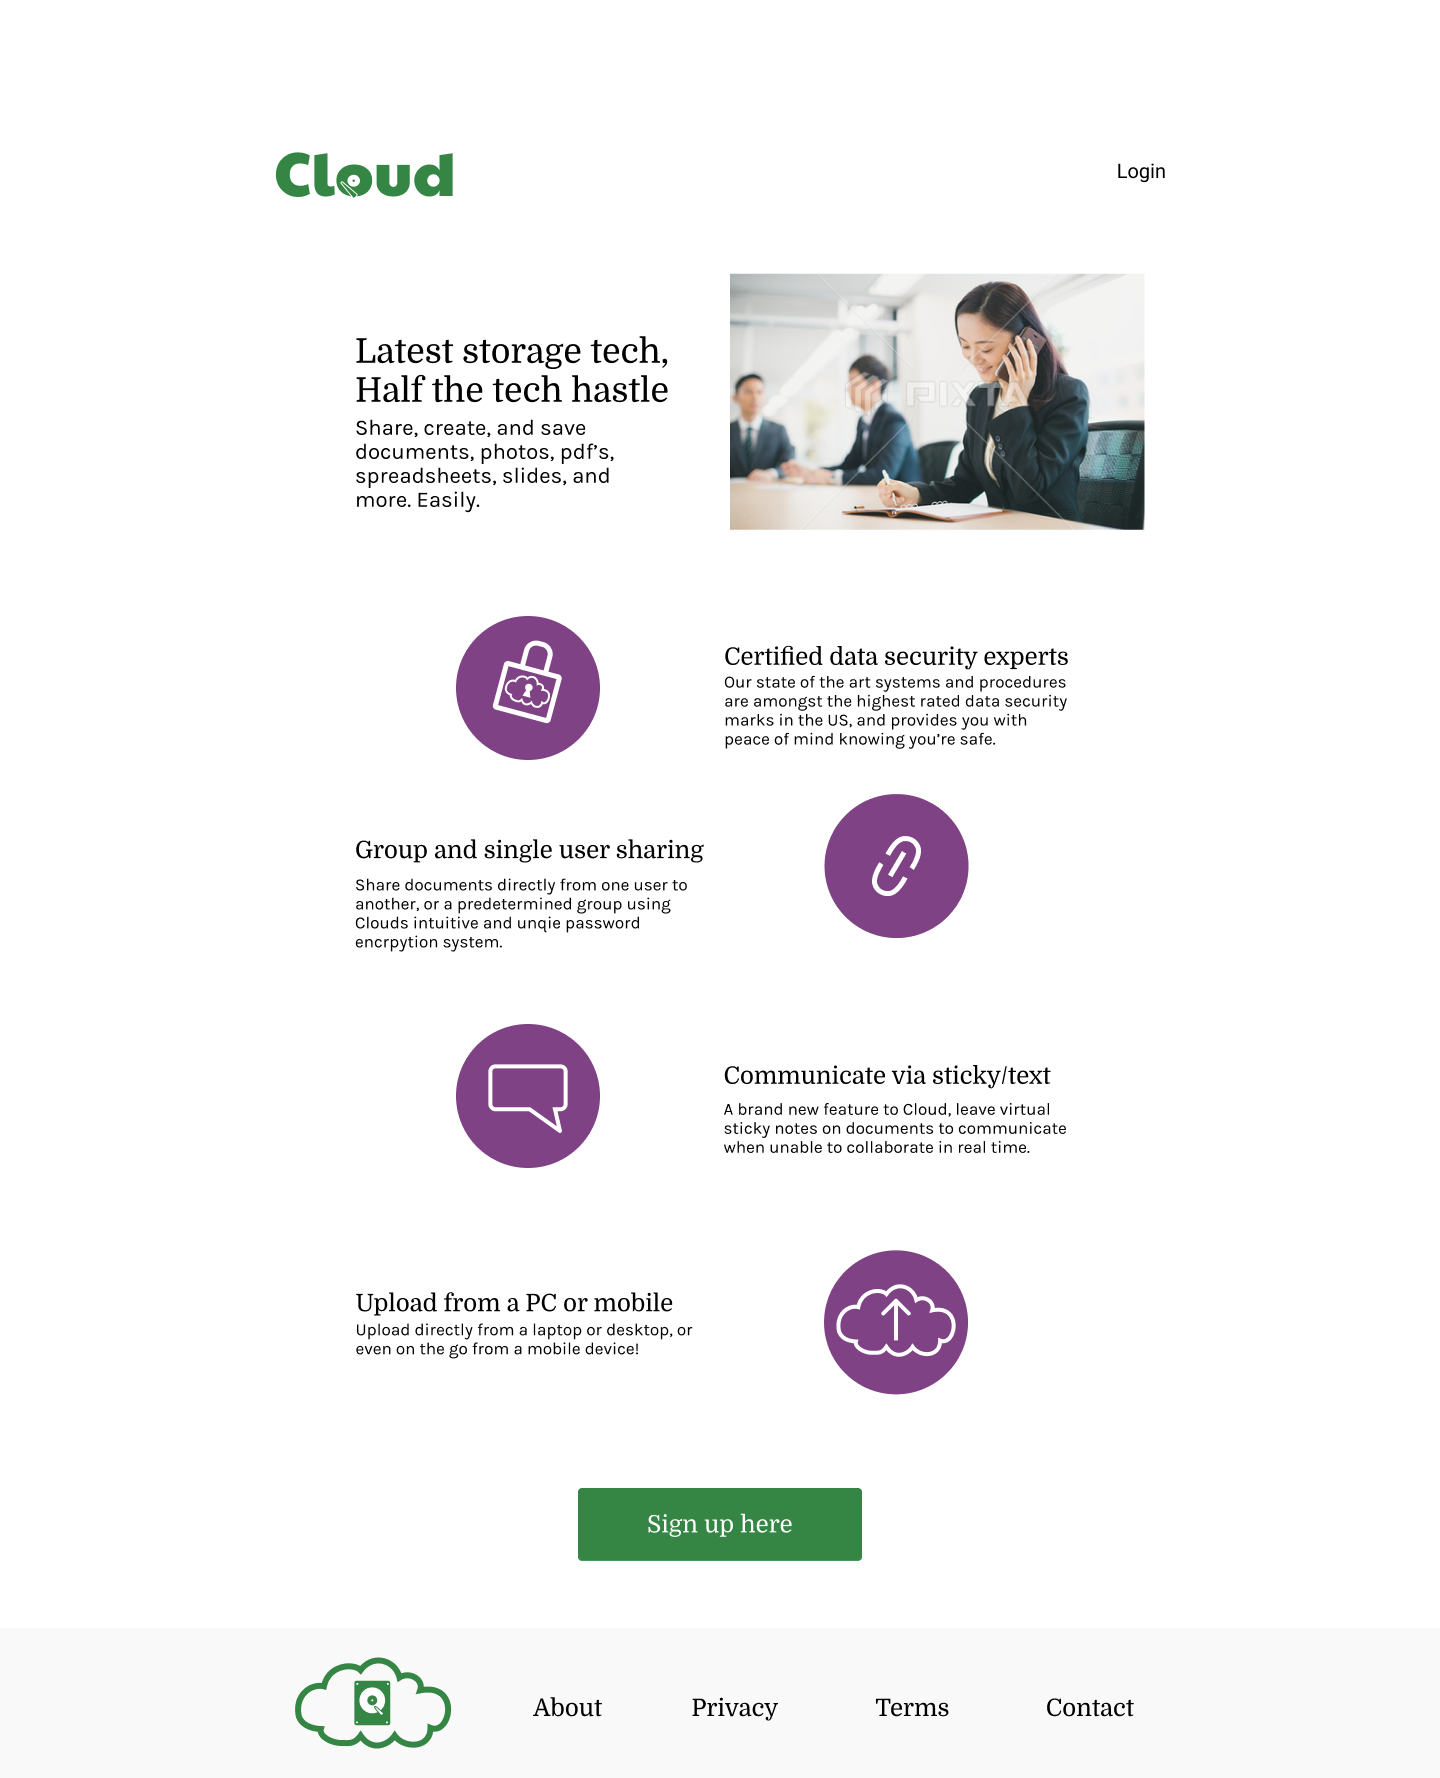 Cloud
Login
Latest storage tech,
Half the tech hastle
Share, create, and save
documents, photos, pdf’s,
spreadsheets, slides, and
more. Easily.
PIXTA
Certified data security experts
Our state of the art systems and procedures
are amongst the highest rated data security
marks in the US, and provides you with
peace of mind knowing you’re safe.
Group and single user sharing
Share documents directly from one user to
another, or a predetermined group using
Clouds intuitive and unqie password
encrpytion system.
Communicate via sticky/text
A brand new feature to Cloud, leave virtual
sticky notes on documents to communicate
when unable to collaborate in real time.
Upload from a PC or mobile
Upload directly from a laptop or desktop, or
even on the go from a mobile device!
Sign up here
About
Privacy
Terms
Contact